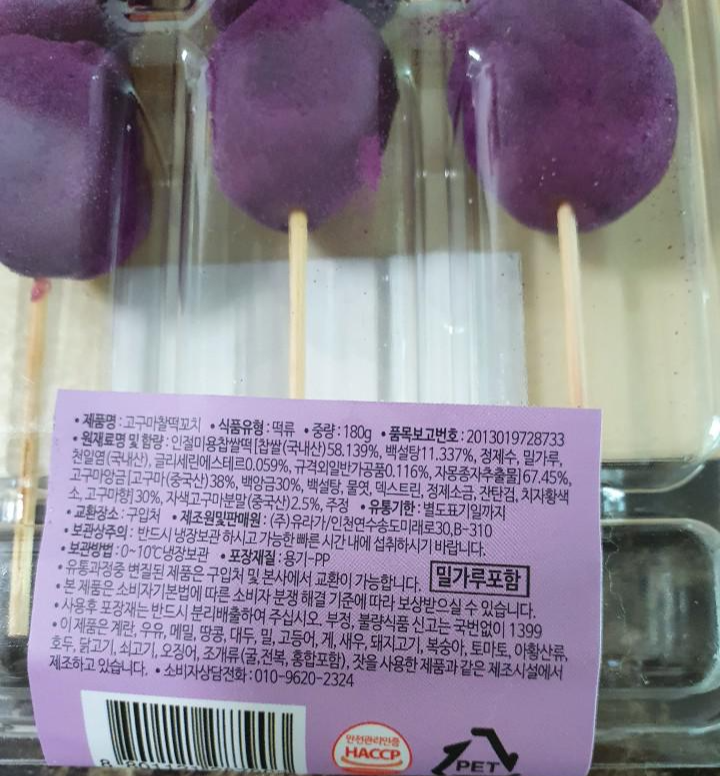 • 제품명 : 고구마찰떡꼬치 • 식품유형 : 떡류 • 중량 : 180g • 품목보고번호 : 2013019728733
• 원재료명 및 함량 : 인절미용찹쌀떡 [찹쌀(국내산)58.139%, 백설탕11.337%, 정제수, 밀가루,
천일염(국내산), 글리세린에스테르0.059%, 규격외일반가공품0.116%, 자몽종자추출물]67.45%,
고구마앙금 [고구마(중국산)38%, 백앙금30%, 백설탕, 물엿, 덱스트린, 정제소금, 잔탄검, 치자황색
소, 고구마향]30%, 자색고구마분말(중국산)2.5%, 주정 • 유통기한 : 별도표기일까지
• 교환장소 : 구입처 • 제조원및판매원 : (주)유라가/인천연수송도미래로30,B-310
• 보관상주의 : 반드시 냉장보관 하시고 가능한 빠른 시간 내에 섭취하시기 바랍니다.
• 보관방법 : 0~10℃냉장보관 • 포장재질 : 용기-PP
• 유통과정중 변질된 제품은 구입처 및 본사에서 교환이 가능합니다. 밀가루포함
• 본 제품은 소비자기본법에 따른 소비자 분쟁 해결 기준에 따라 보상받으실 수 있습니다.
• 사용후 포장재는 반드시 분리배출하여 주십시오. 부정, 불량식품 신고는 국번없이 1399
• 이 제품은 계란, 우유, 메밀, 땅콩, 대두, 밀, 고등어, 게, 새우, 돼지고기, 복숭아, 토마토, 아황산류,
호두, 닭고기, 쇠고기, 오징어, 조개류(굴,전복, 홍합포함), 잣을 사용한 제품과 같은 제조시설에서
제조하고 있습니다. • 소비자상담전화 : 010-9620-2324
안전관리인증
HACCP
PET